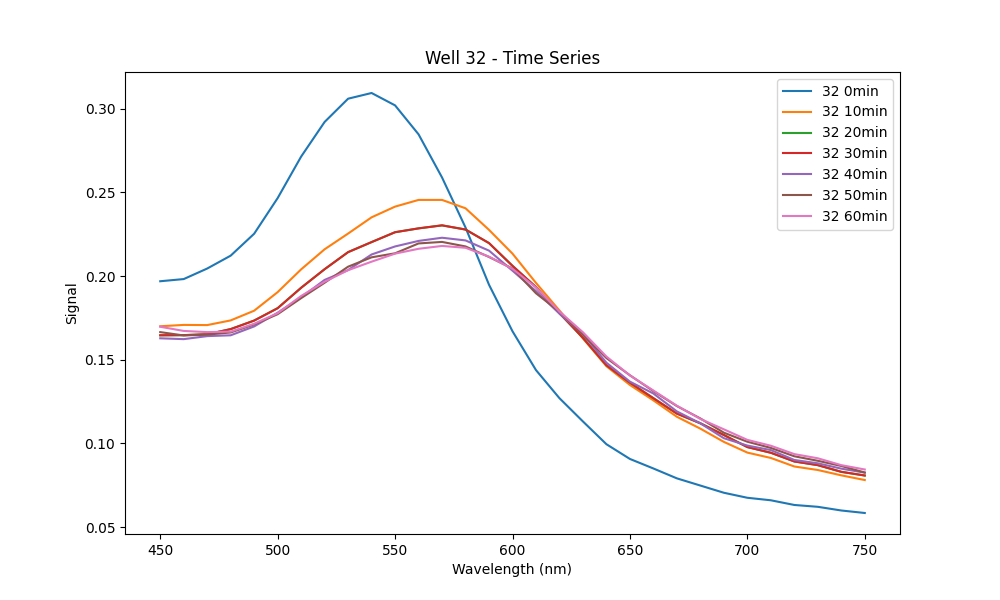 Well 32 - Time Series
Signal
0.30
0.25
0.20
0.15
0.10
0.05
32 0min
32 10min
32 20min
32 30min
32 40min
32 50min
32 60min
450 500 550 600 650 700 750
Wavelength (nm)